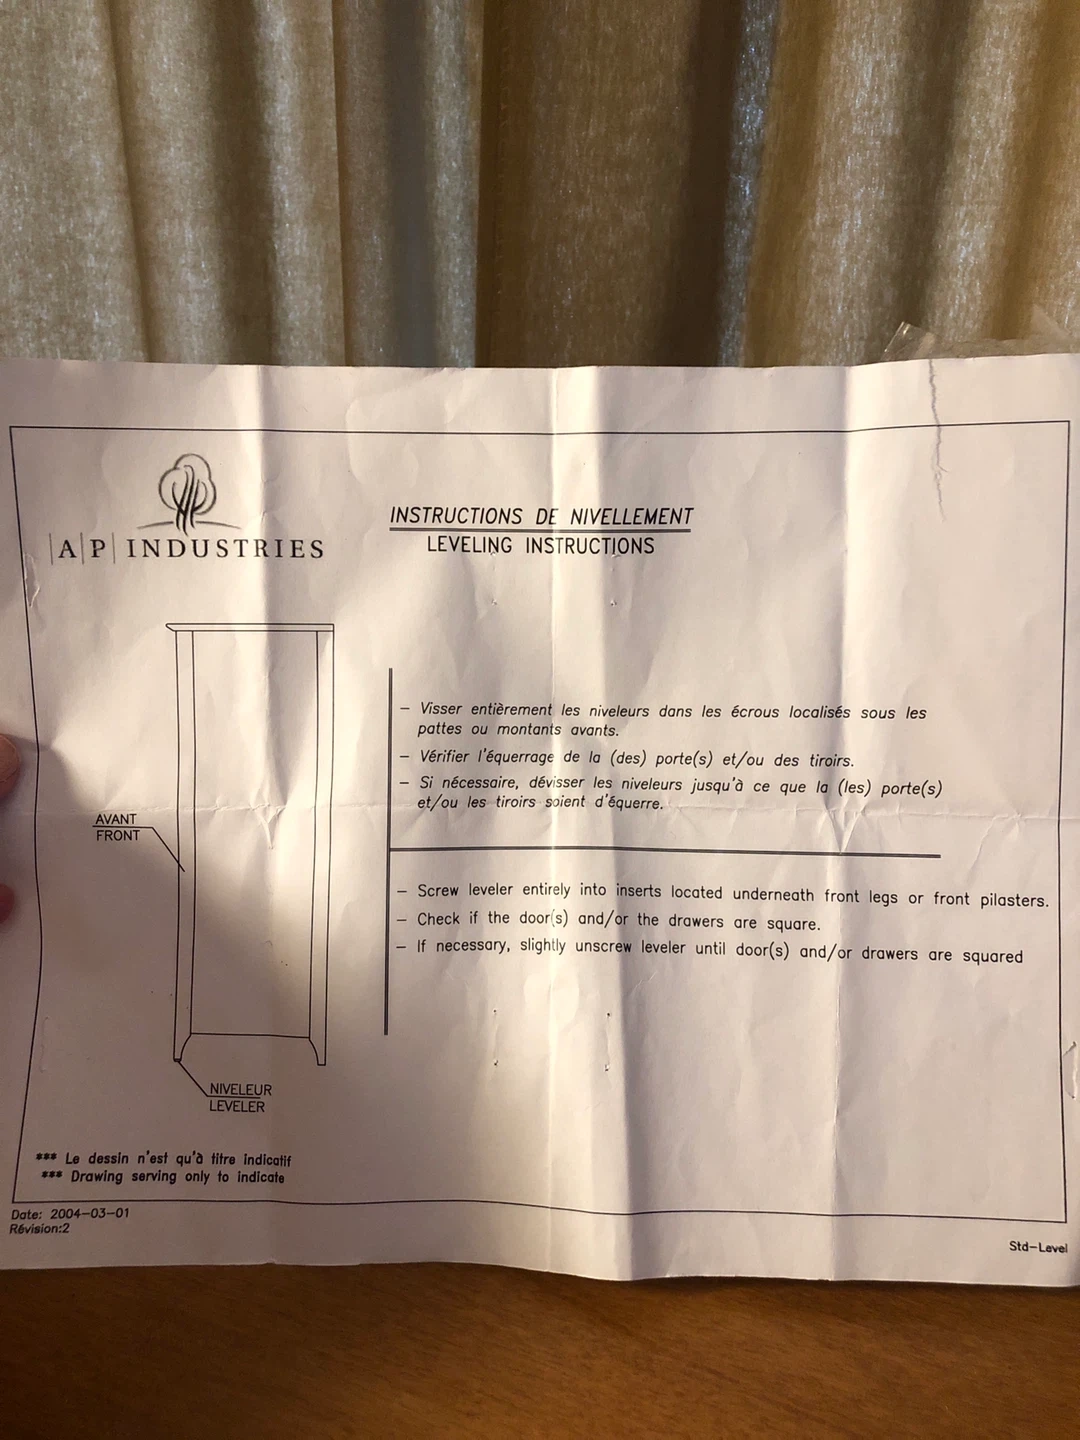 |A|P| INDUSTRIES
INSTRUCTIONS DE NIVELLEMENT
LEVELING INSTRUCTIONS
– Visser entièrement les niveleurs dans les écrous localisés sous les
pattes ou montants avants.
– Vérifier l'équerrage de la (des) porte(s) et/ou des tiroirs.
– Si nécessaire, dévisser les niveleurs jusqu'à ce que la (les) porte(s)
et/ou les tiroirs soient d'équerre.
AVANT
FRONT
– Screw leveler entirely into inserts located underneath front legs or front pilasters.
– Check if the door(s) and/or the drawers are square.
– If necessary, slightly unscrew leveler until door(s) and/or drawers are squared
NIVELEUR
LEVELER
*** Le dessin n'est qu'à titre indicatif
*** Drawing serving only to indicate
Date: 2004-03-01
Révision:2
Std-Level